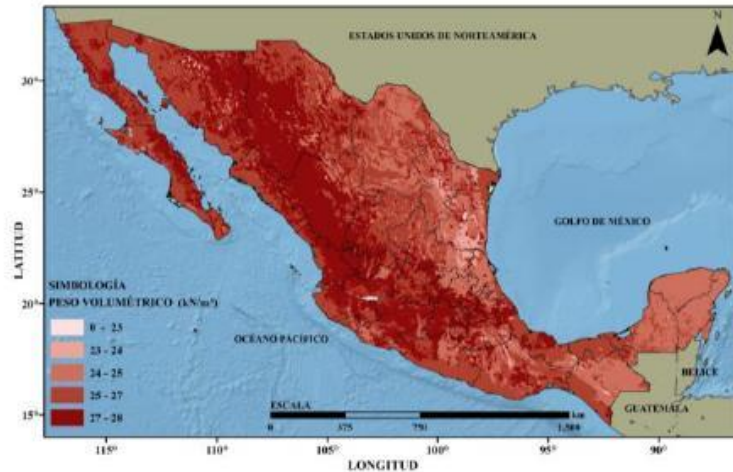 N
ESTADOS UNIDOS DE NORTEAMÉRICA
30°
25°
20°
15°
LATITUD
GOLFO DE MÉXICO
SIMBOLOGÍA
PESO VOLUMÉTRICO (kN/m³)
0 - 23
23 - 24
24 - 25
25 - 27
27 - 28
OCÉANO PACÍFICO
BELICE
GUATEMALA
ESCALA
km
0 375 750 1,500
115° 110° 105° 100° 95° 90°
LONGITUD